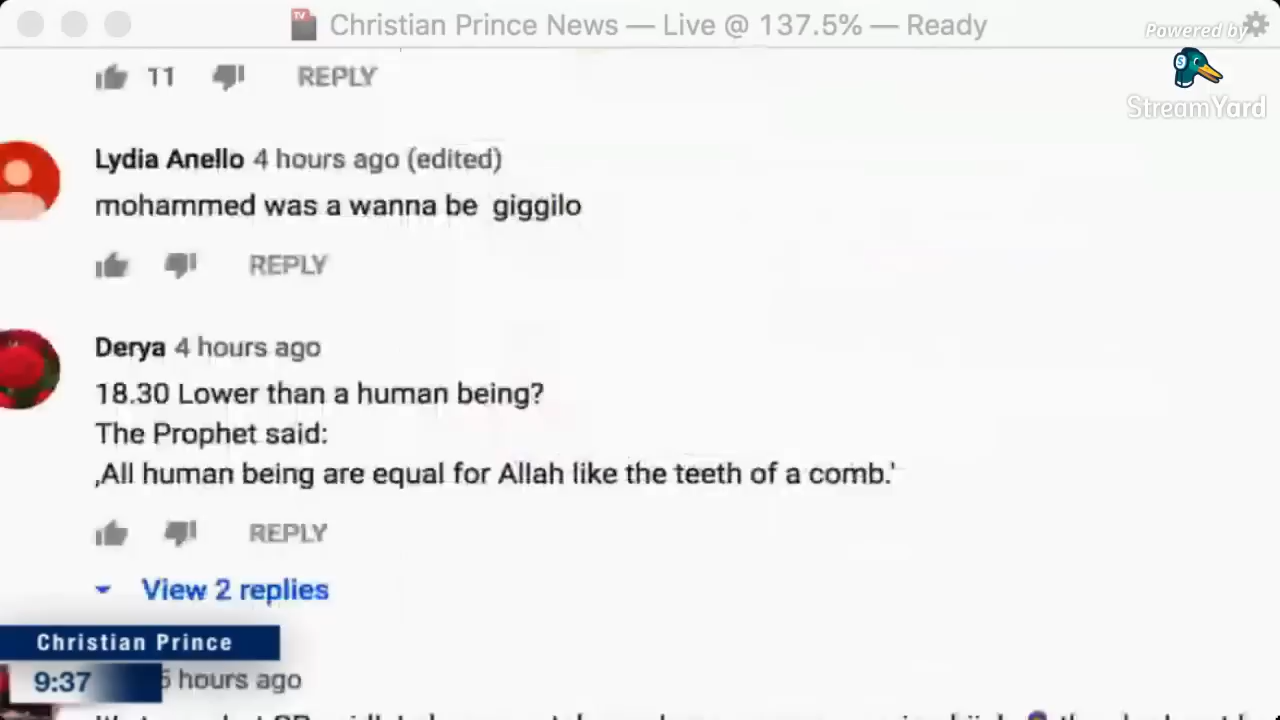 Christian Prince News — Live @ 137.5% — Ready
Powered by
StreamYard
11 REPLY
Lydia Anello 4 hours ago (edited)
mohammed was a wanna be giggilo
REPLY
Derya 4 hours ago
18.30 Lower than a human being?
The Prophet said:
‚All human being are equal for Allah like the teeth of a comb.'
REPLY
View 2 replies
Christian Prince
9:37
hours ago